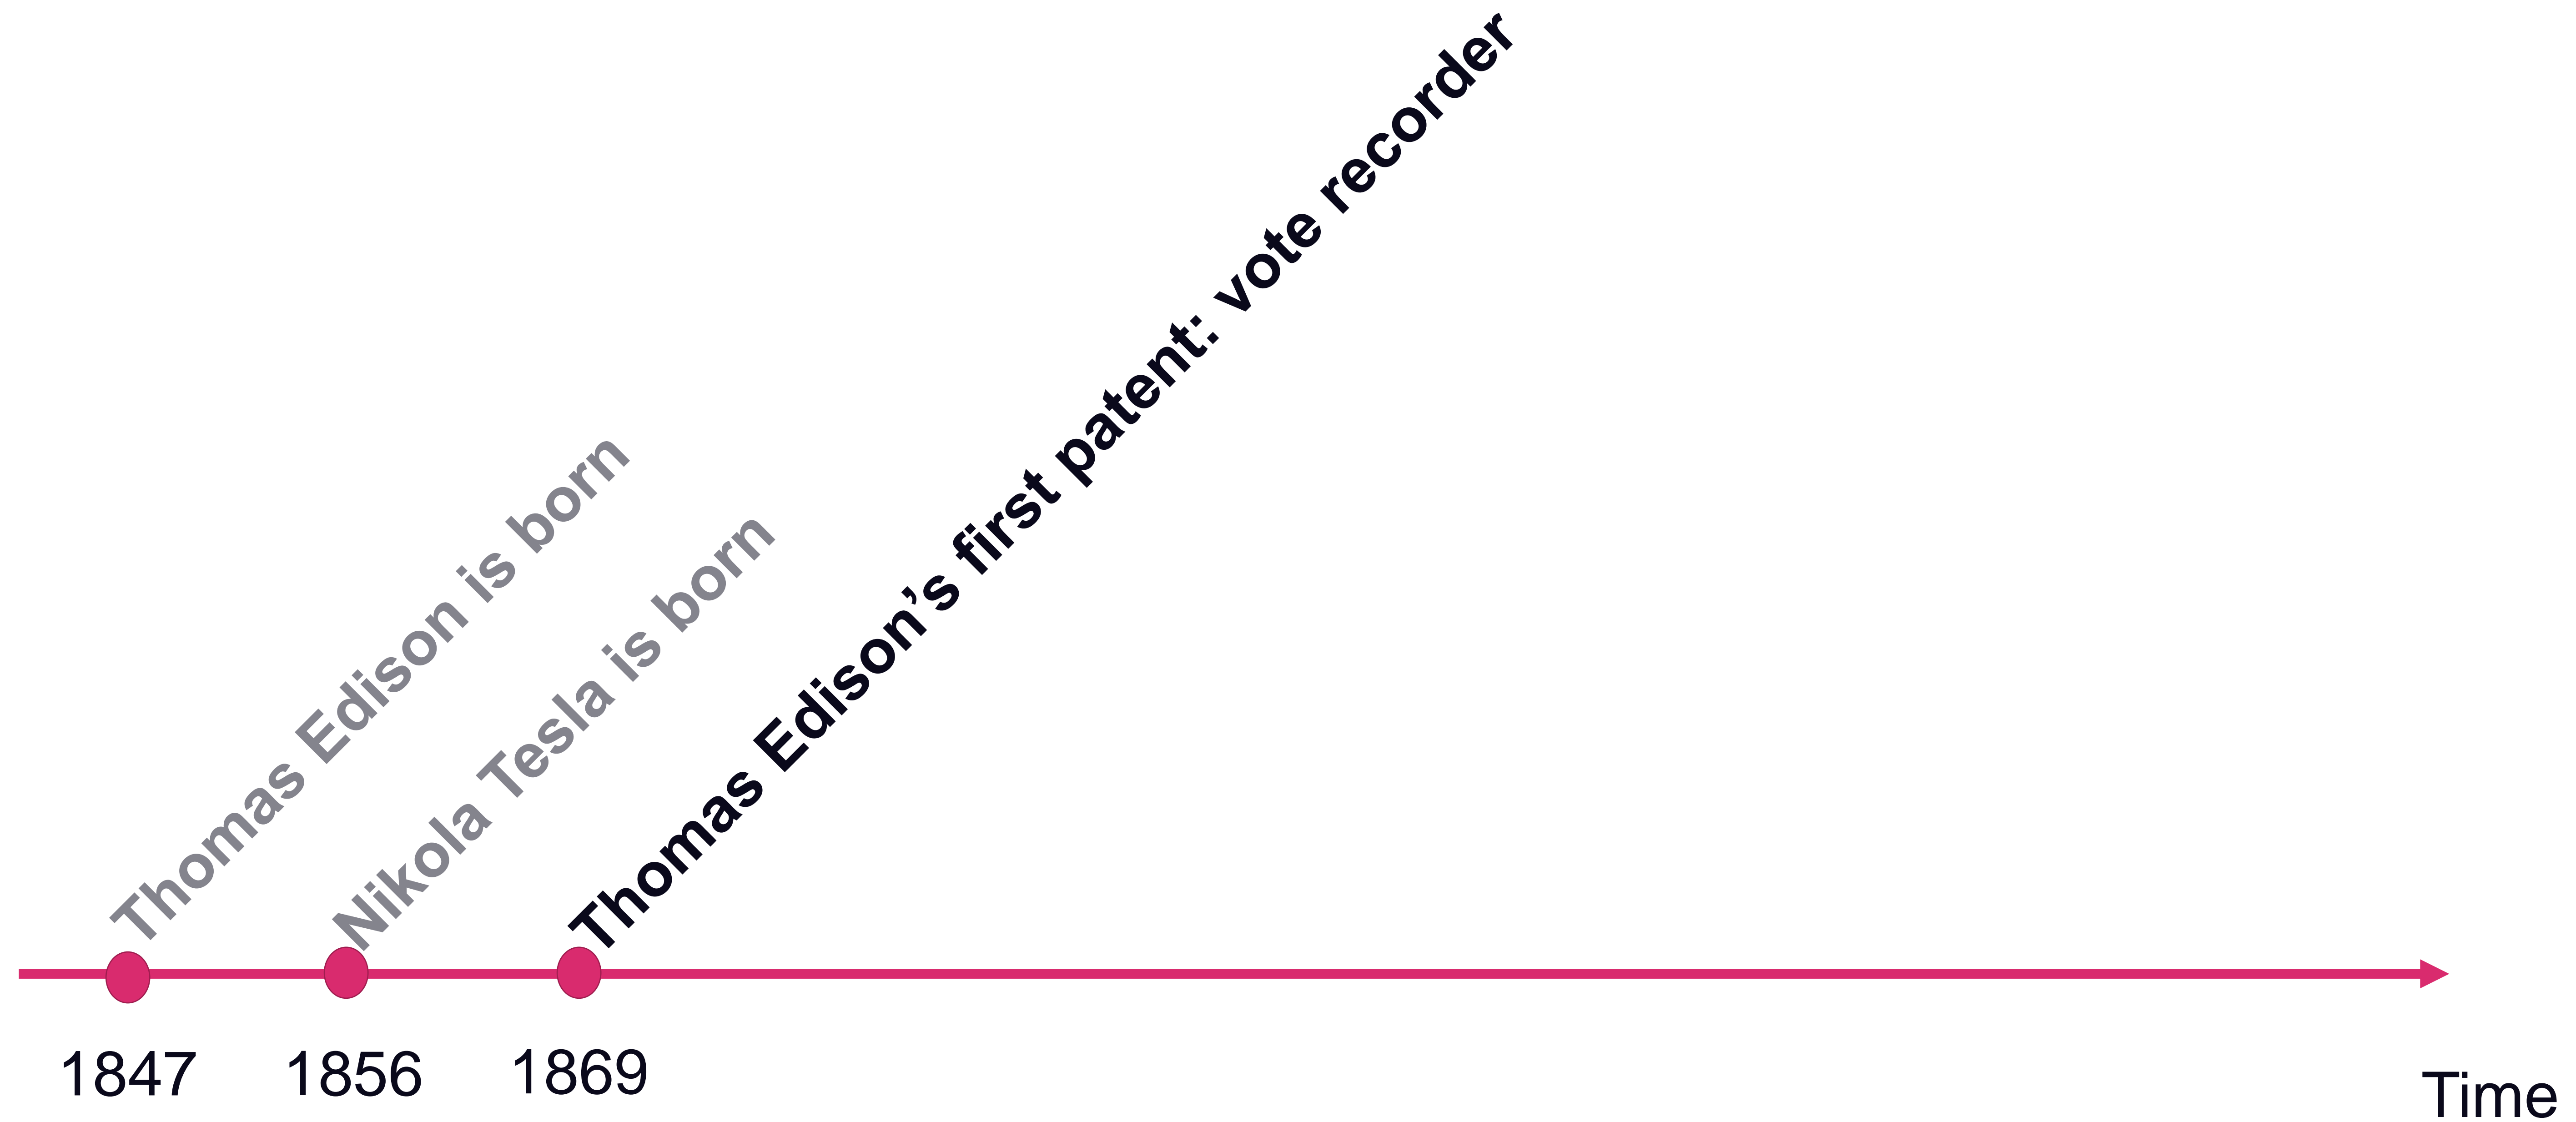 Thomas Edison is born
Nikola Tesla is born
Thomas Edison’s first patent: vote recorder
1847
1856
1869
Time